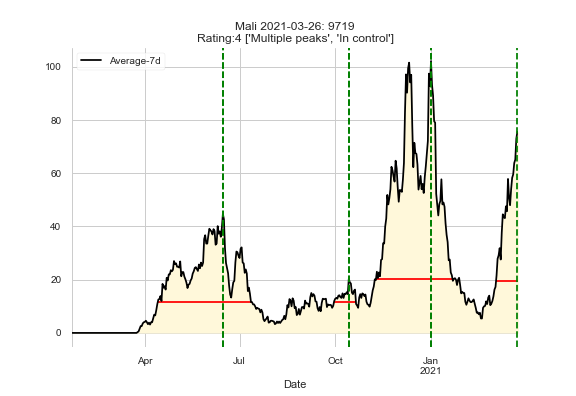 Mali 2021-03-26: 9719
Rating:4 ['Multiple peaks', 'In control']
Average-7d
100
80
60
40
20
0
Apr
Jul
Oct
Jan
2021
Date